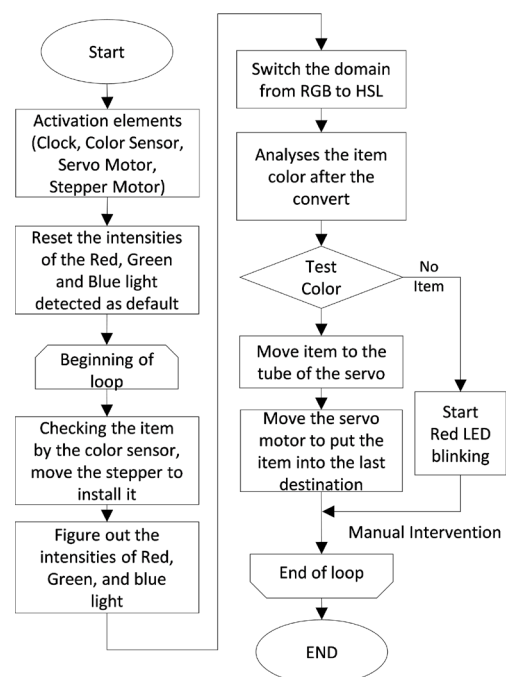 Start
Activation elements
(Clock, Color Sensor,
Servo Motor,
Stepper Motor)
Reset the intensities
of the Red, Green
and Blue light
detected as default
Beginning of
loop
Checking the item
by the color sensor,
move the stepper to
install it
Figure out the
intensities of Red,
Green, and blue
light
Switch the domain
from RGB to HSL
Analyses the item
color after the
convert
Test
Color
No
Item
Move item to the
tube of the servo
Move the servo
motor to put the
item into the last
destination
Start
Red LED
blinking
Manual Intervention
End of loop
END